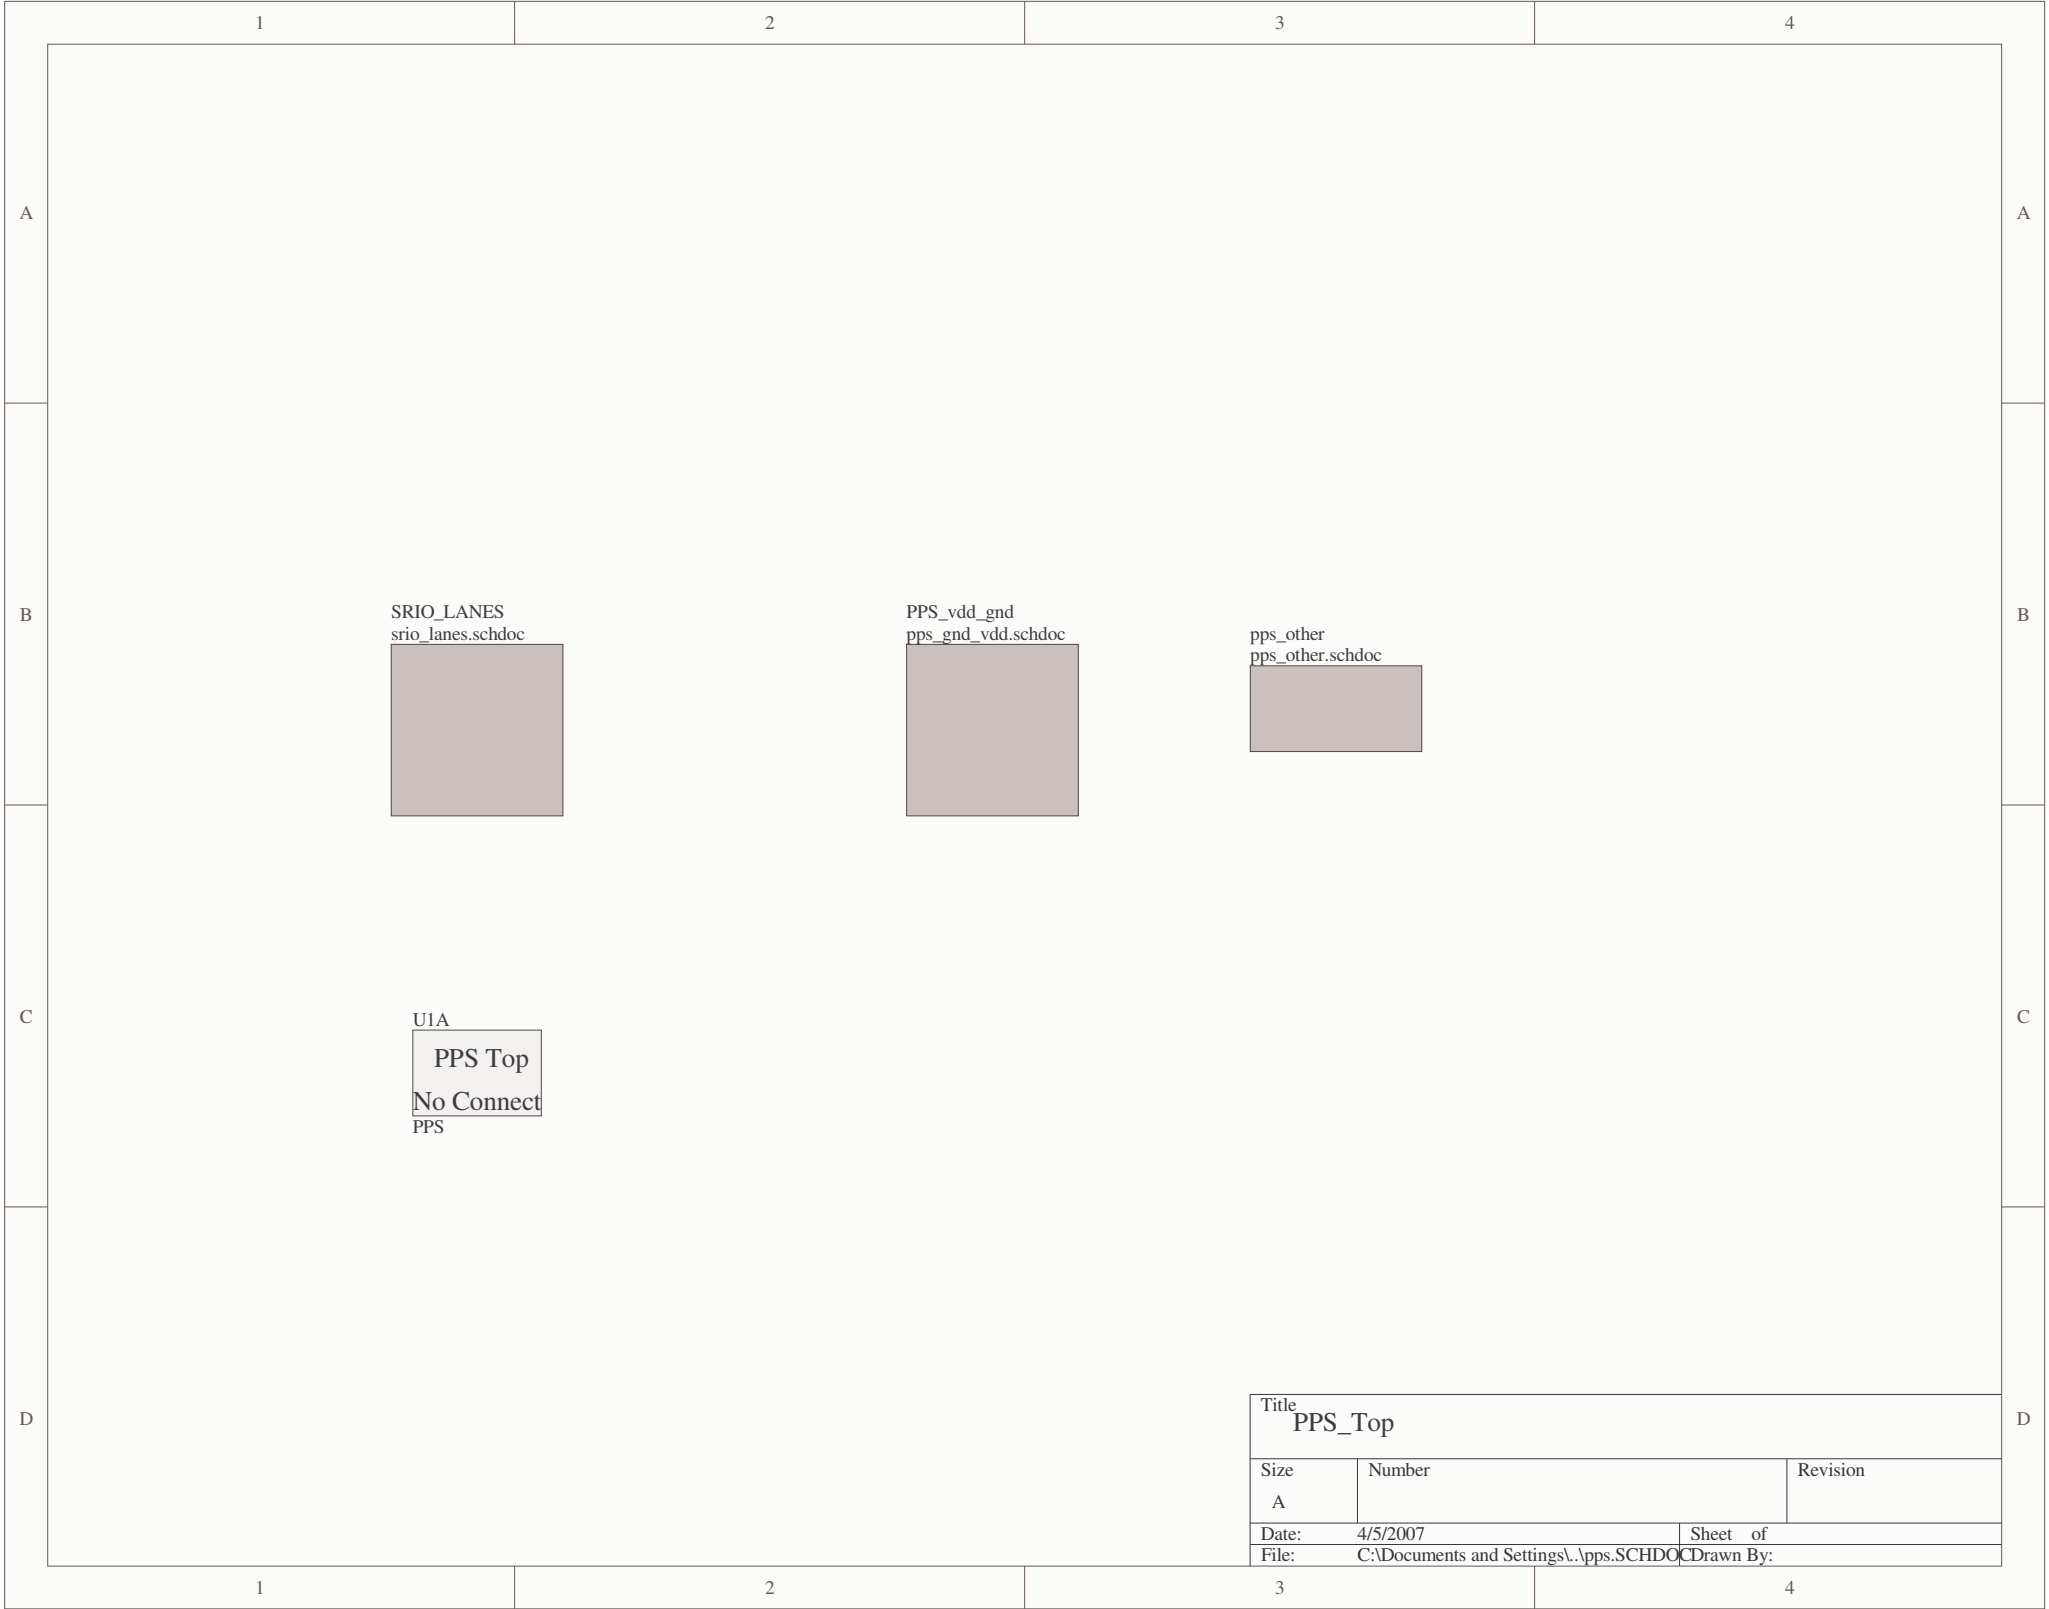 1 2 3 4
A A
B B
SRIO_LANES
srio_lanes.schdoc
PPS_vdd_gnd
pps_gnd_vdd.schdoc
pps_other
pps_other.schdoc
C C
U1A
PPS Top
No Connect
PPS
D D
Title
PPS_Top
Size Number Revision
A
Date: 4/5/2007 Sheet of
File: C:\Documents and Settings\..\pps.SCHDOC Drawn By:
1 2 3 4